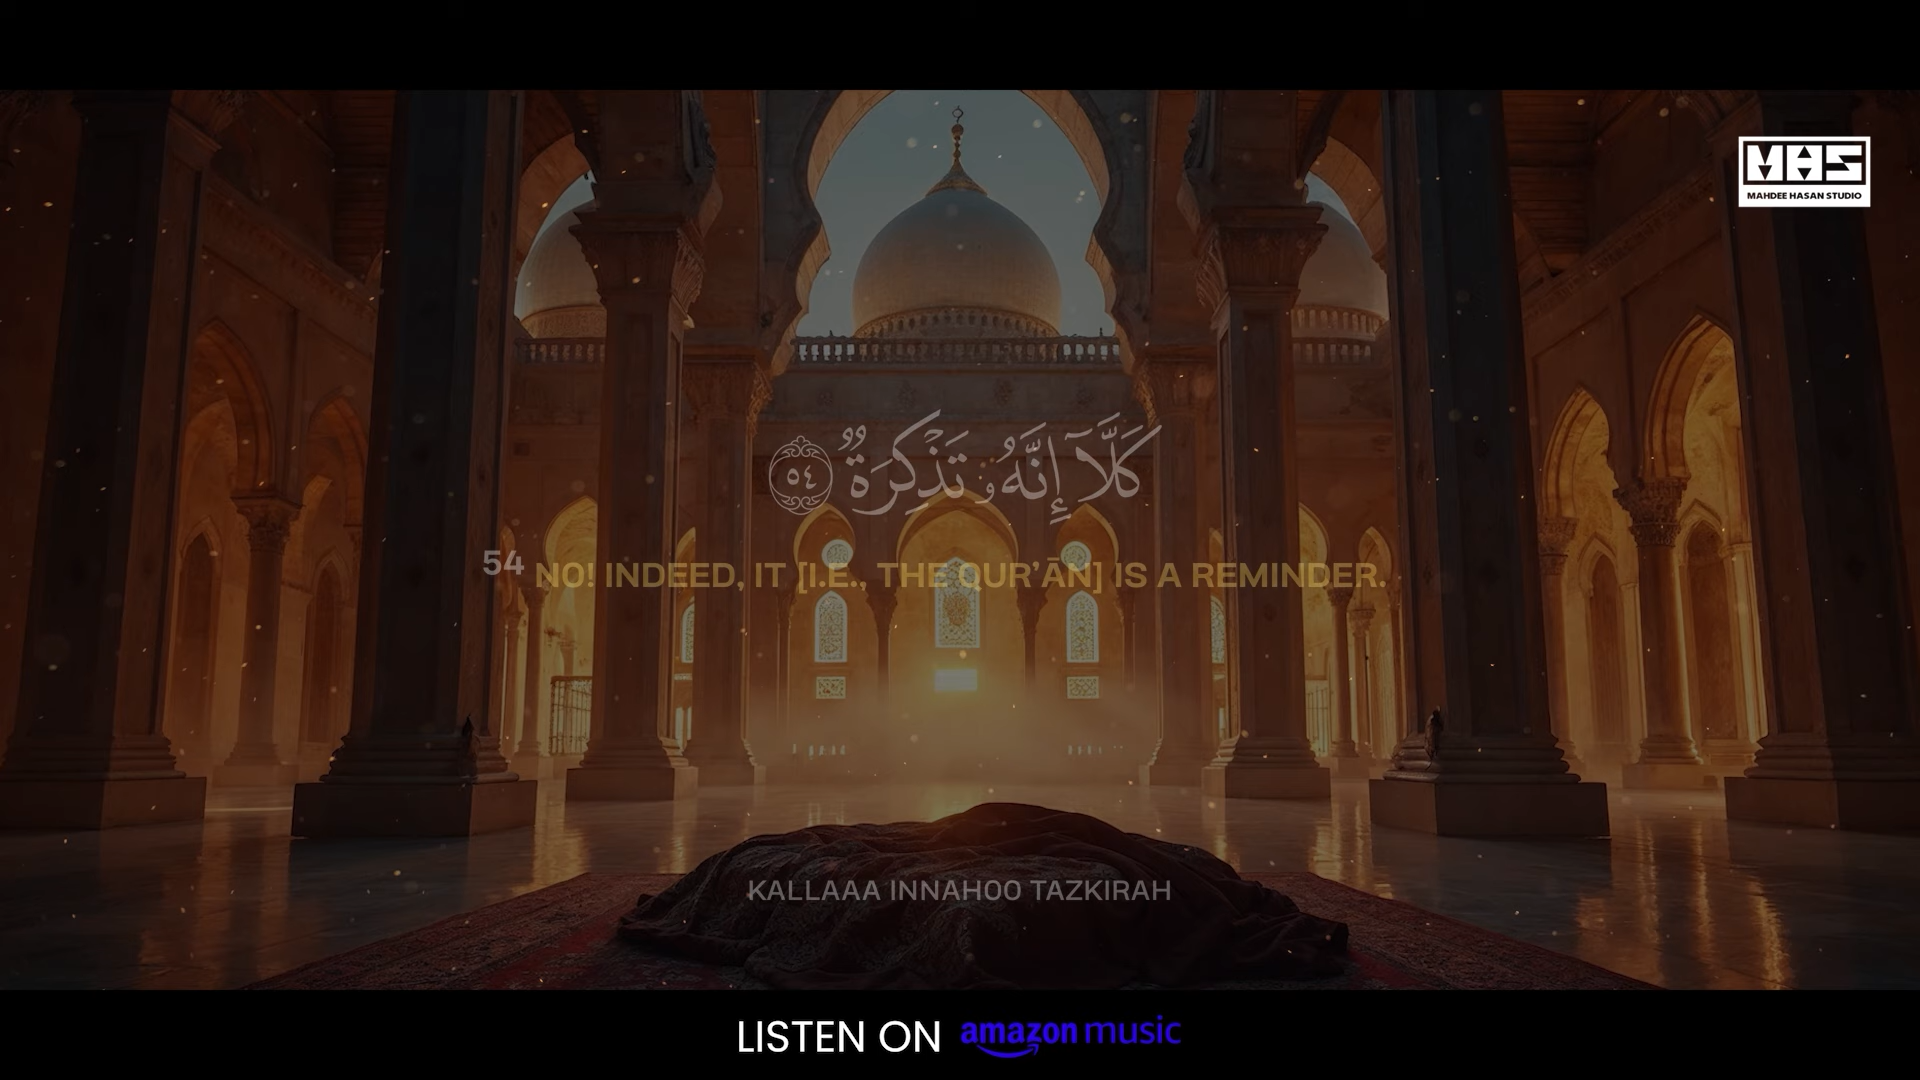 MHS
MAHDEE HASAN STUDIO
كَلَّآ إِنَّهُۥ تَذْكِرَةٌۭ ٥٤
54 NO! INDEED, IT [I.E., THE QUR’ĀN] IS A REMINDER.
KALLAAA INNAHOO TAZKIRAH
LISTEN ON amazon music